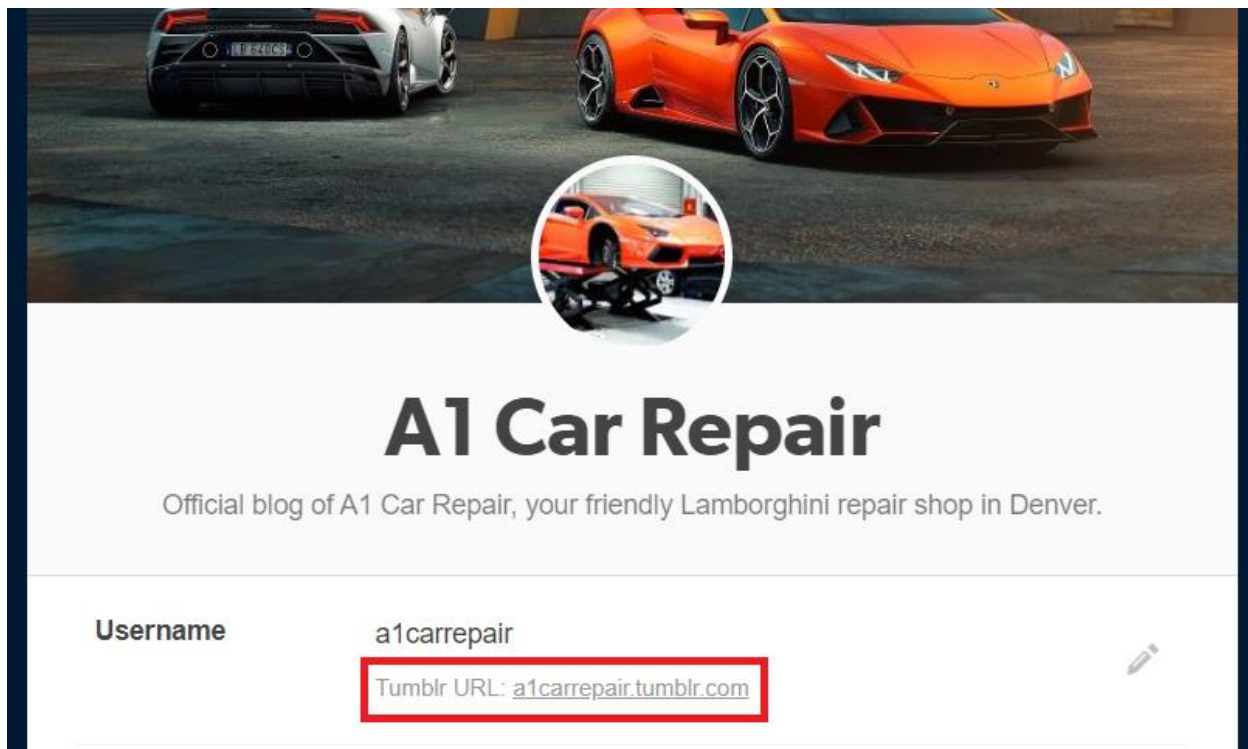 A1 Car Repair
Official blog of A1 Car Repair, your friendly Lamborghini repair shop in Denver.
Username
a1carrepair
Tumblr URL: a1carrepair.tumblr.com